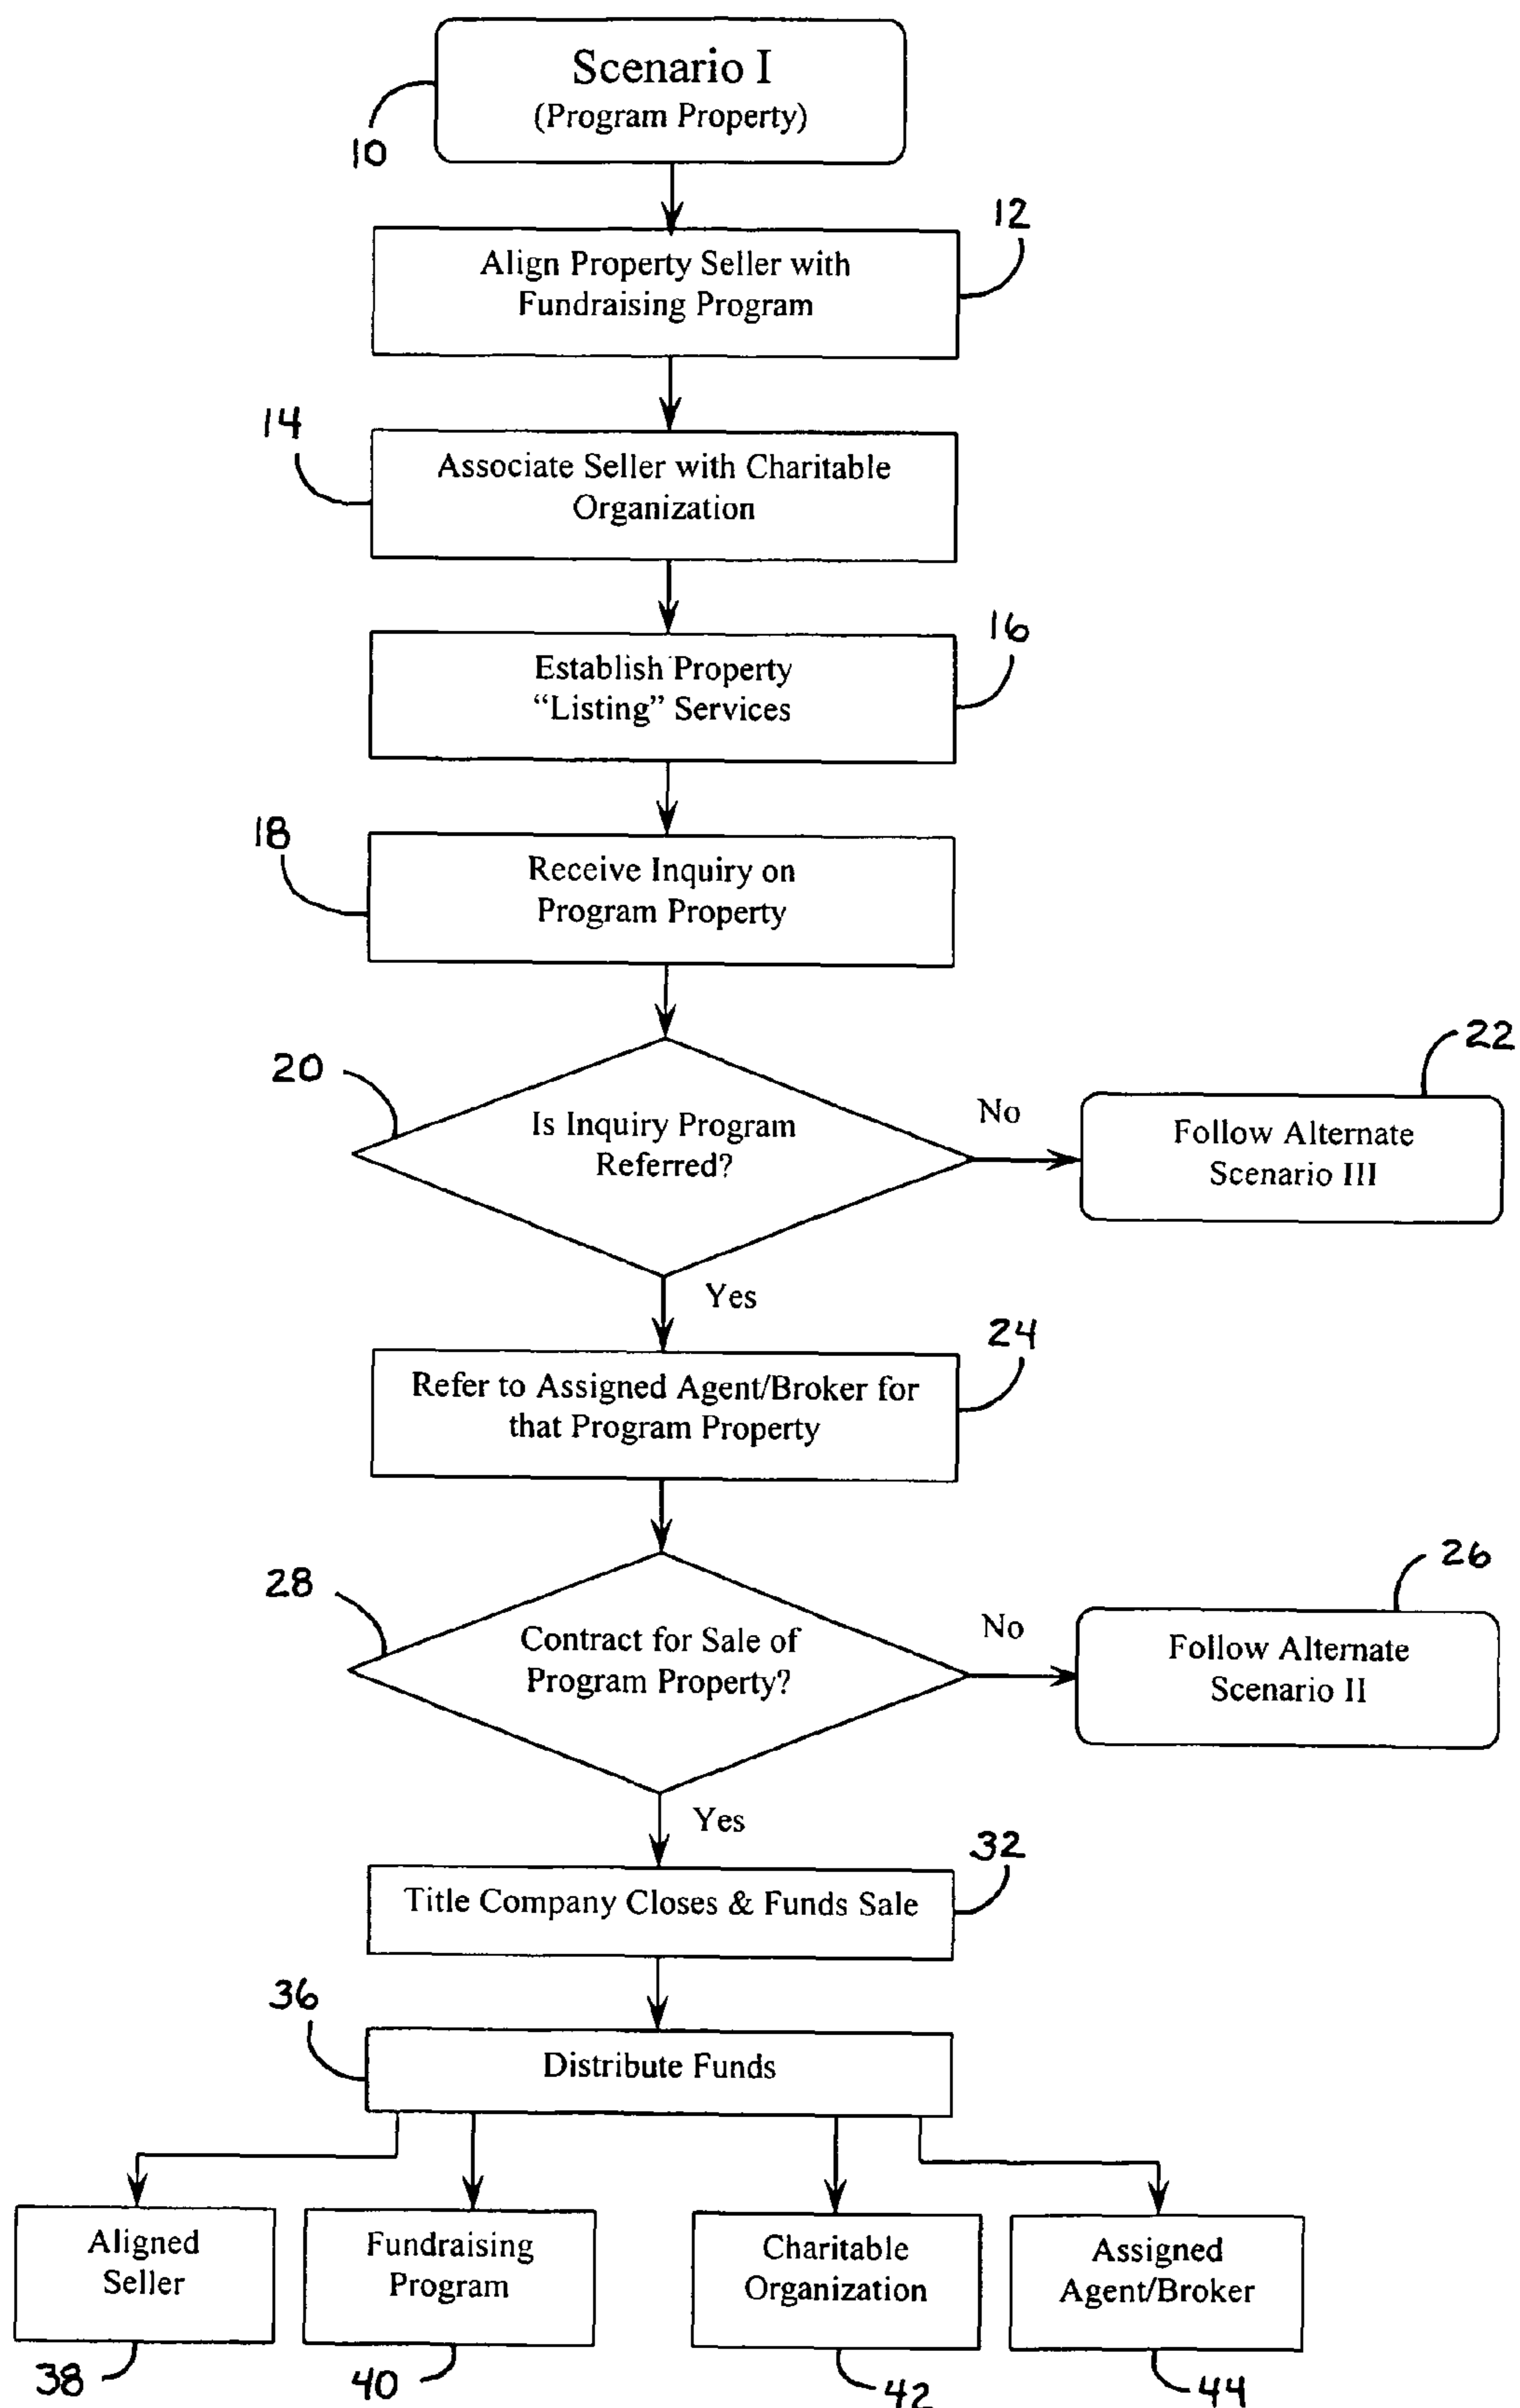 Scenario I
(Program Property)
10
12
Align Property Seller with
Fundraising Program
14
Associate Seller with Charitable
Organization
16
Establish Property
“Listing” Services
18
Receive Inquiry on
Program Property
20
22
Is Inquiry Program
Referred?
No
Follow Alternate
Scenario III
Yes
24
Refer to Assigned Agent/Broker for
that Program Property
28
26
Contract for Sale of
Program Property?
No
Follow Alternate
Scenario II
Yes
32
Title Company Closes & Funds Sale
36
Distribute Funds
Aligned
Seller
Fundraising
Program
Charitable
Organization
Assigned
Agent/Broker
38
40
42
44